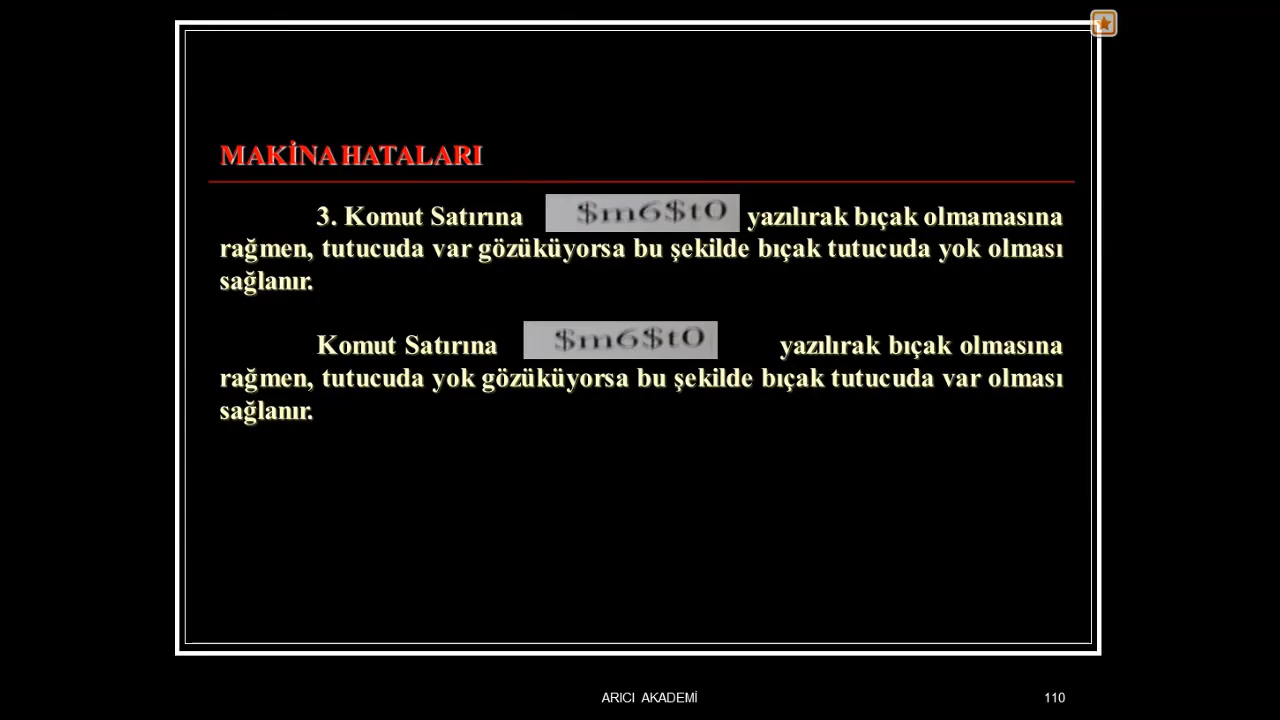 MAKİNA HATALARI
3. Komut Satırına $m6$t0 yazılırak bıçak olmamasına
rağmen, tutucuda var gözüküyorsa bu şekilde bıçak tutucuda yok olması
sağlanır.
Komut Satırına $m6$t0 yazılırak bıçak olmasına
rağmen, tutucuda yok gözüküyorsa bu şekilde bıçak tutucuda var olması
sağlanır.
ARICI AKADEMİ
110